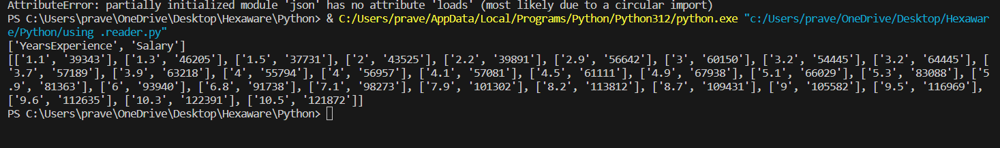 AttributeError: partially initialized module 'json' has no attribute 'loads' (most likely due to a circular import)
PS C:\Users\prave\OneDrive\Desktop\Hexaware\Python> & C:/Users/prave/AppData/Local/Programs/Python/Python312/python.exe "c:/Users/prave/OneDrive/Desktop/Hexawar
e/Python/using .reader.py"
['YearsExperience', 'Salary']
[['1.1', '39343'], ['1.3', '46205'], ['1.5', '37731'], ['2', '43525'], ['2.2', '39891'], ['2.9', '56642'], ['3', '60150'], ['3.2', '54445'], ['3.2', '64445'], [
'3.7', '57189'], ['3.9', '63218'], ['4', '55794'], ['4', '56957'], ['4.1', '57081'], ['4.5', '61111'], ['4.9', '67938'], ['5.1', '66029'], ['5.3', '83088'], ['5
.9', '81363'], ['6', '93940'], ['6.8', '91738'], ['7.1', '98273'], ['7.9', '101302'], ['8.2', '113812'], ['8.7', '109431'], ['9', '105582'], ['9.5', '116969'],
['9.6', '112635'], ['10.3', '122391'], ['10.5', '121872']]
PS C:\Users\prave\OneDrive\Desktop\Hexaware\Python>